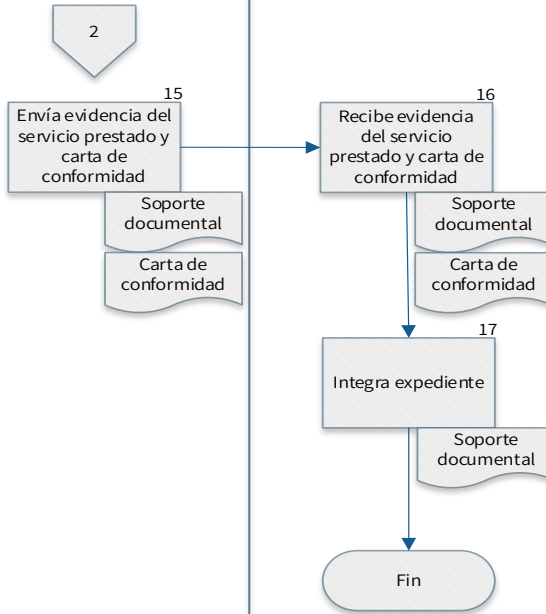 2
15
Envía evidencia del
servicio prestado y
carta de
conformidad
Soporte
documental
Carta de
conformidad
16
Recibe evidencia
del servicio
prestado y carta de
conformidad
Soporte
documental
Carta de
conformidad
17
Integra expediente
Soporte
documental
Fin